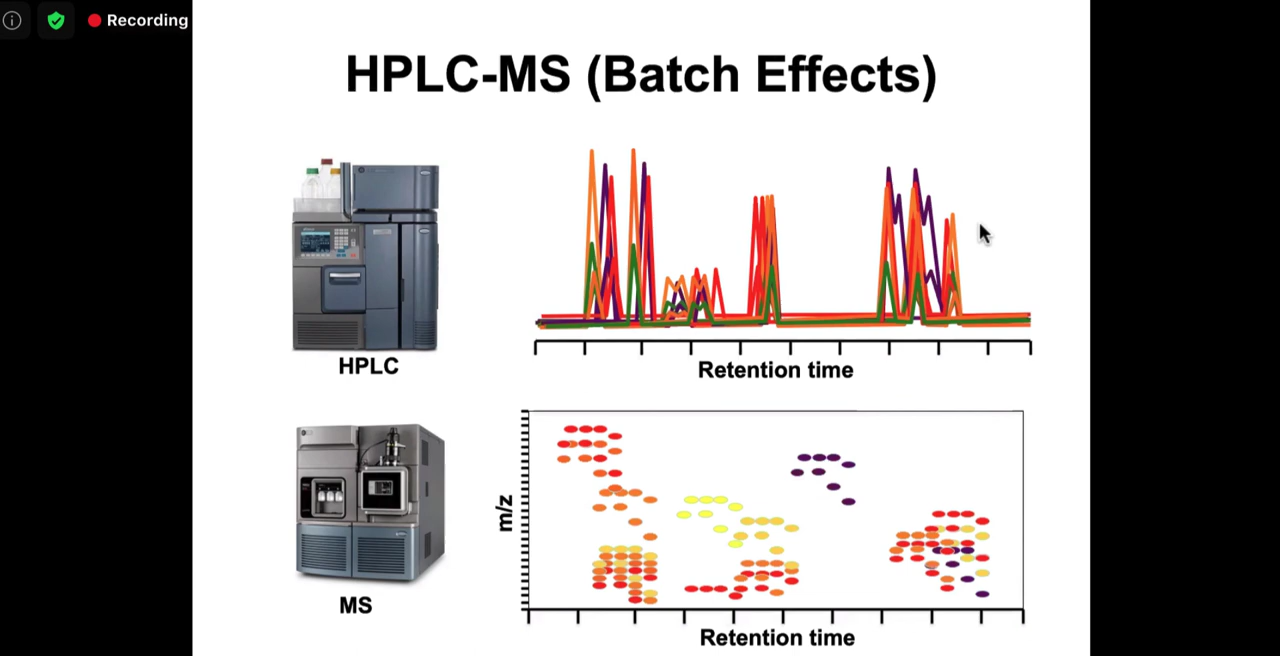 Recording
HPLC-MS (Batch Effects)
HPLC
Retention time
m/z
MS
Retention time